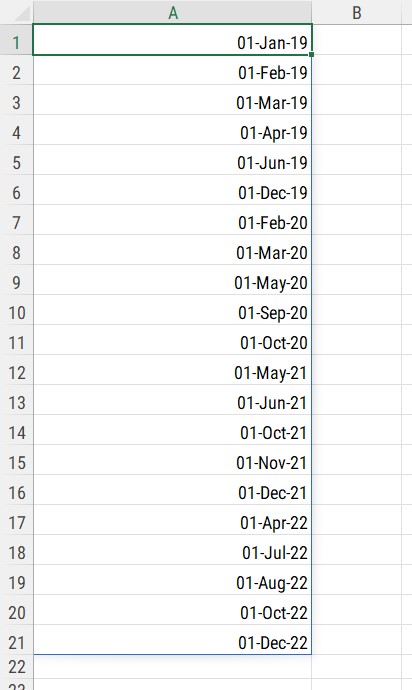 A B
1 01-Jan-19
2 01-Feb-19
3 01-Mar-19
4 01-Apr-19
5 01-Jun-19
6 01-Dec-19
7 01-Feb-20
8 01-Mar-20
9 01-May-20
10 01-Sep-20
11 01-Oct-20
12 01-May-21
13 01-Jun-21
14 01-Oct-21
15 01-Nov-21
16 01-Dec-21
17 01-Apr-22
18 01-Jul-22
19 01-Aug-22
20 01-Oct-22
21 01-Dec-22
22